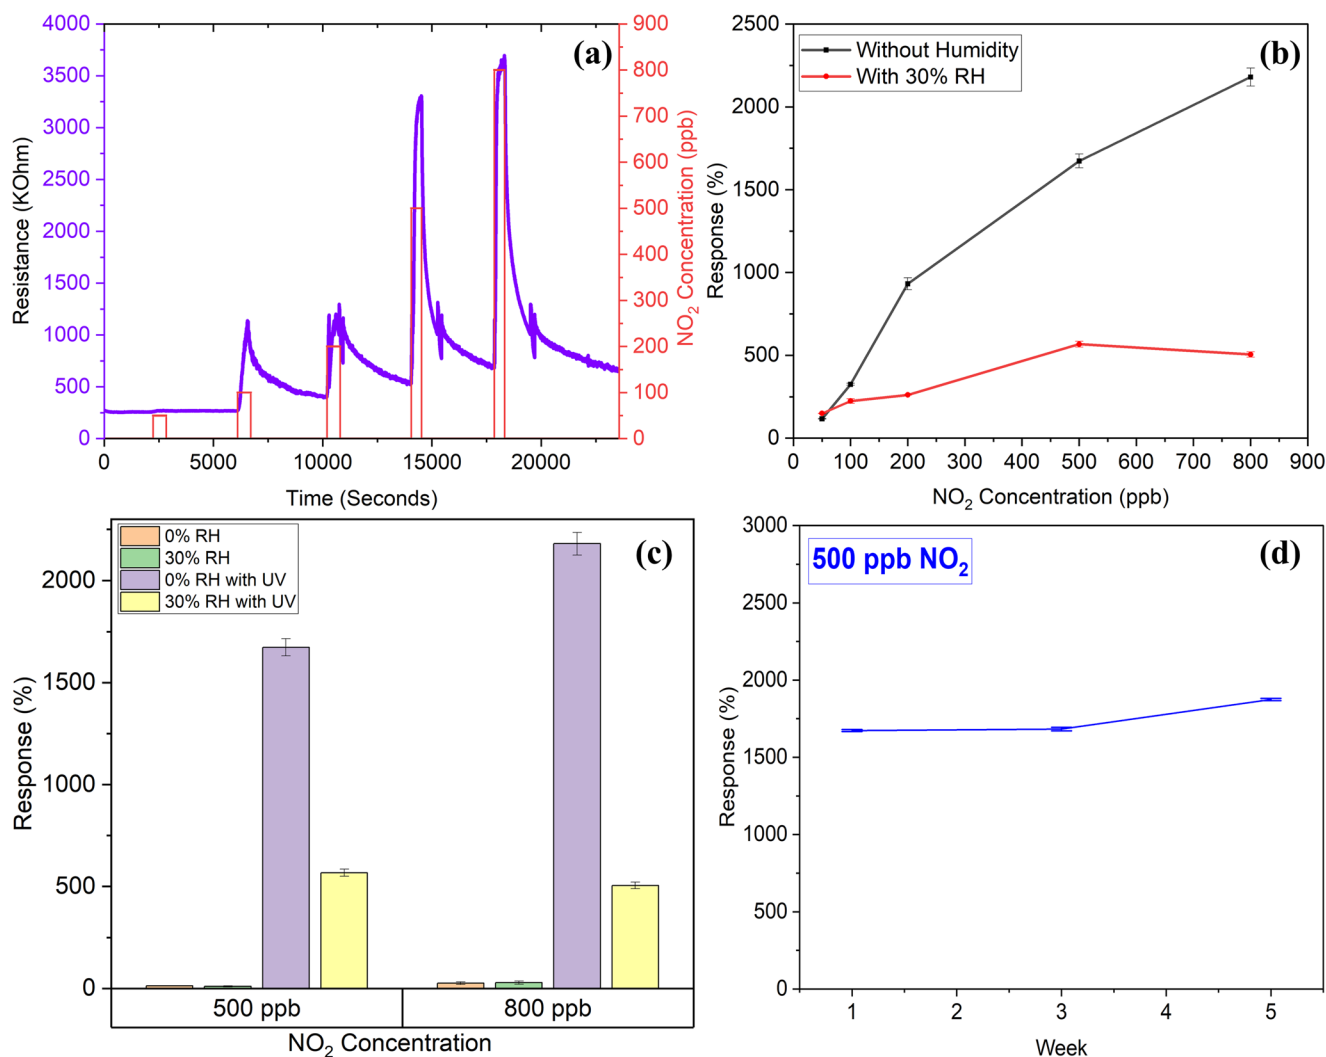 (a)
4000
3500
3000
2500
2000
1500
1000
500
0
Resistance (KOhm)
900
800
700
600
500
400
300
200
100
0
NO₂ Concentration (ppb)
0 5000 10000 15000 20000
Time (Seconds)
(b)
Without Humidity
With 30% RH
2500
2000
1500
1000
500
0
Response (%)
0 100 200 300 400 500 600 700 800 900
NO₂ Concentration (ppb)
(c)
0% RH
30% RH
0% RH with UV
30% RH with UV
2000
1500
1000
500
0
Response (%)
500 ppb 800 ppb
NO₂ Concentration
(d)
500 ppb NO₂
3000
2500
2000
1500
1000
500
0
Response (%)
1 2 3 4 5
Week